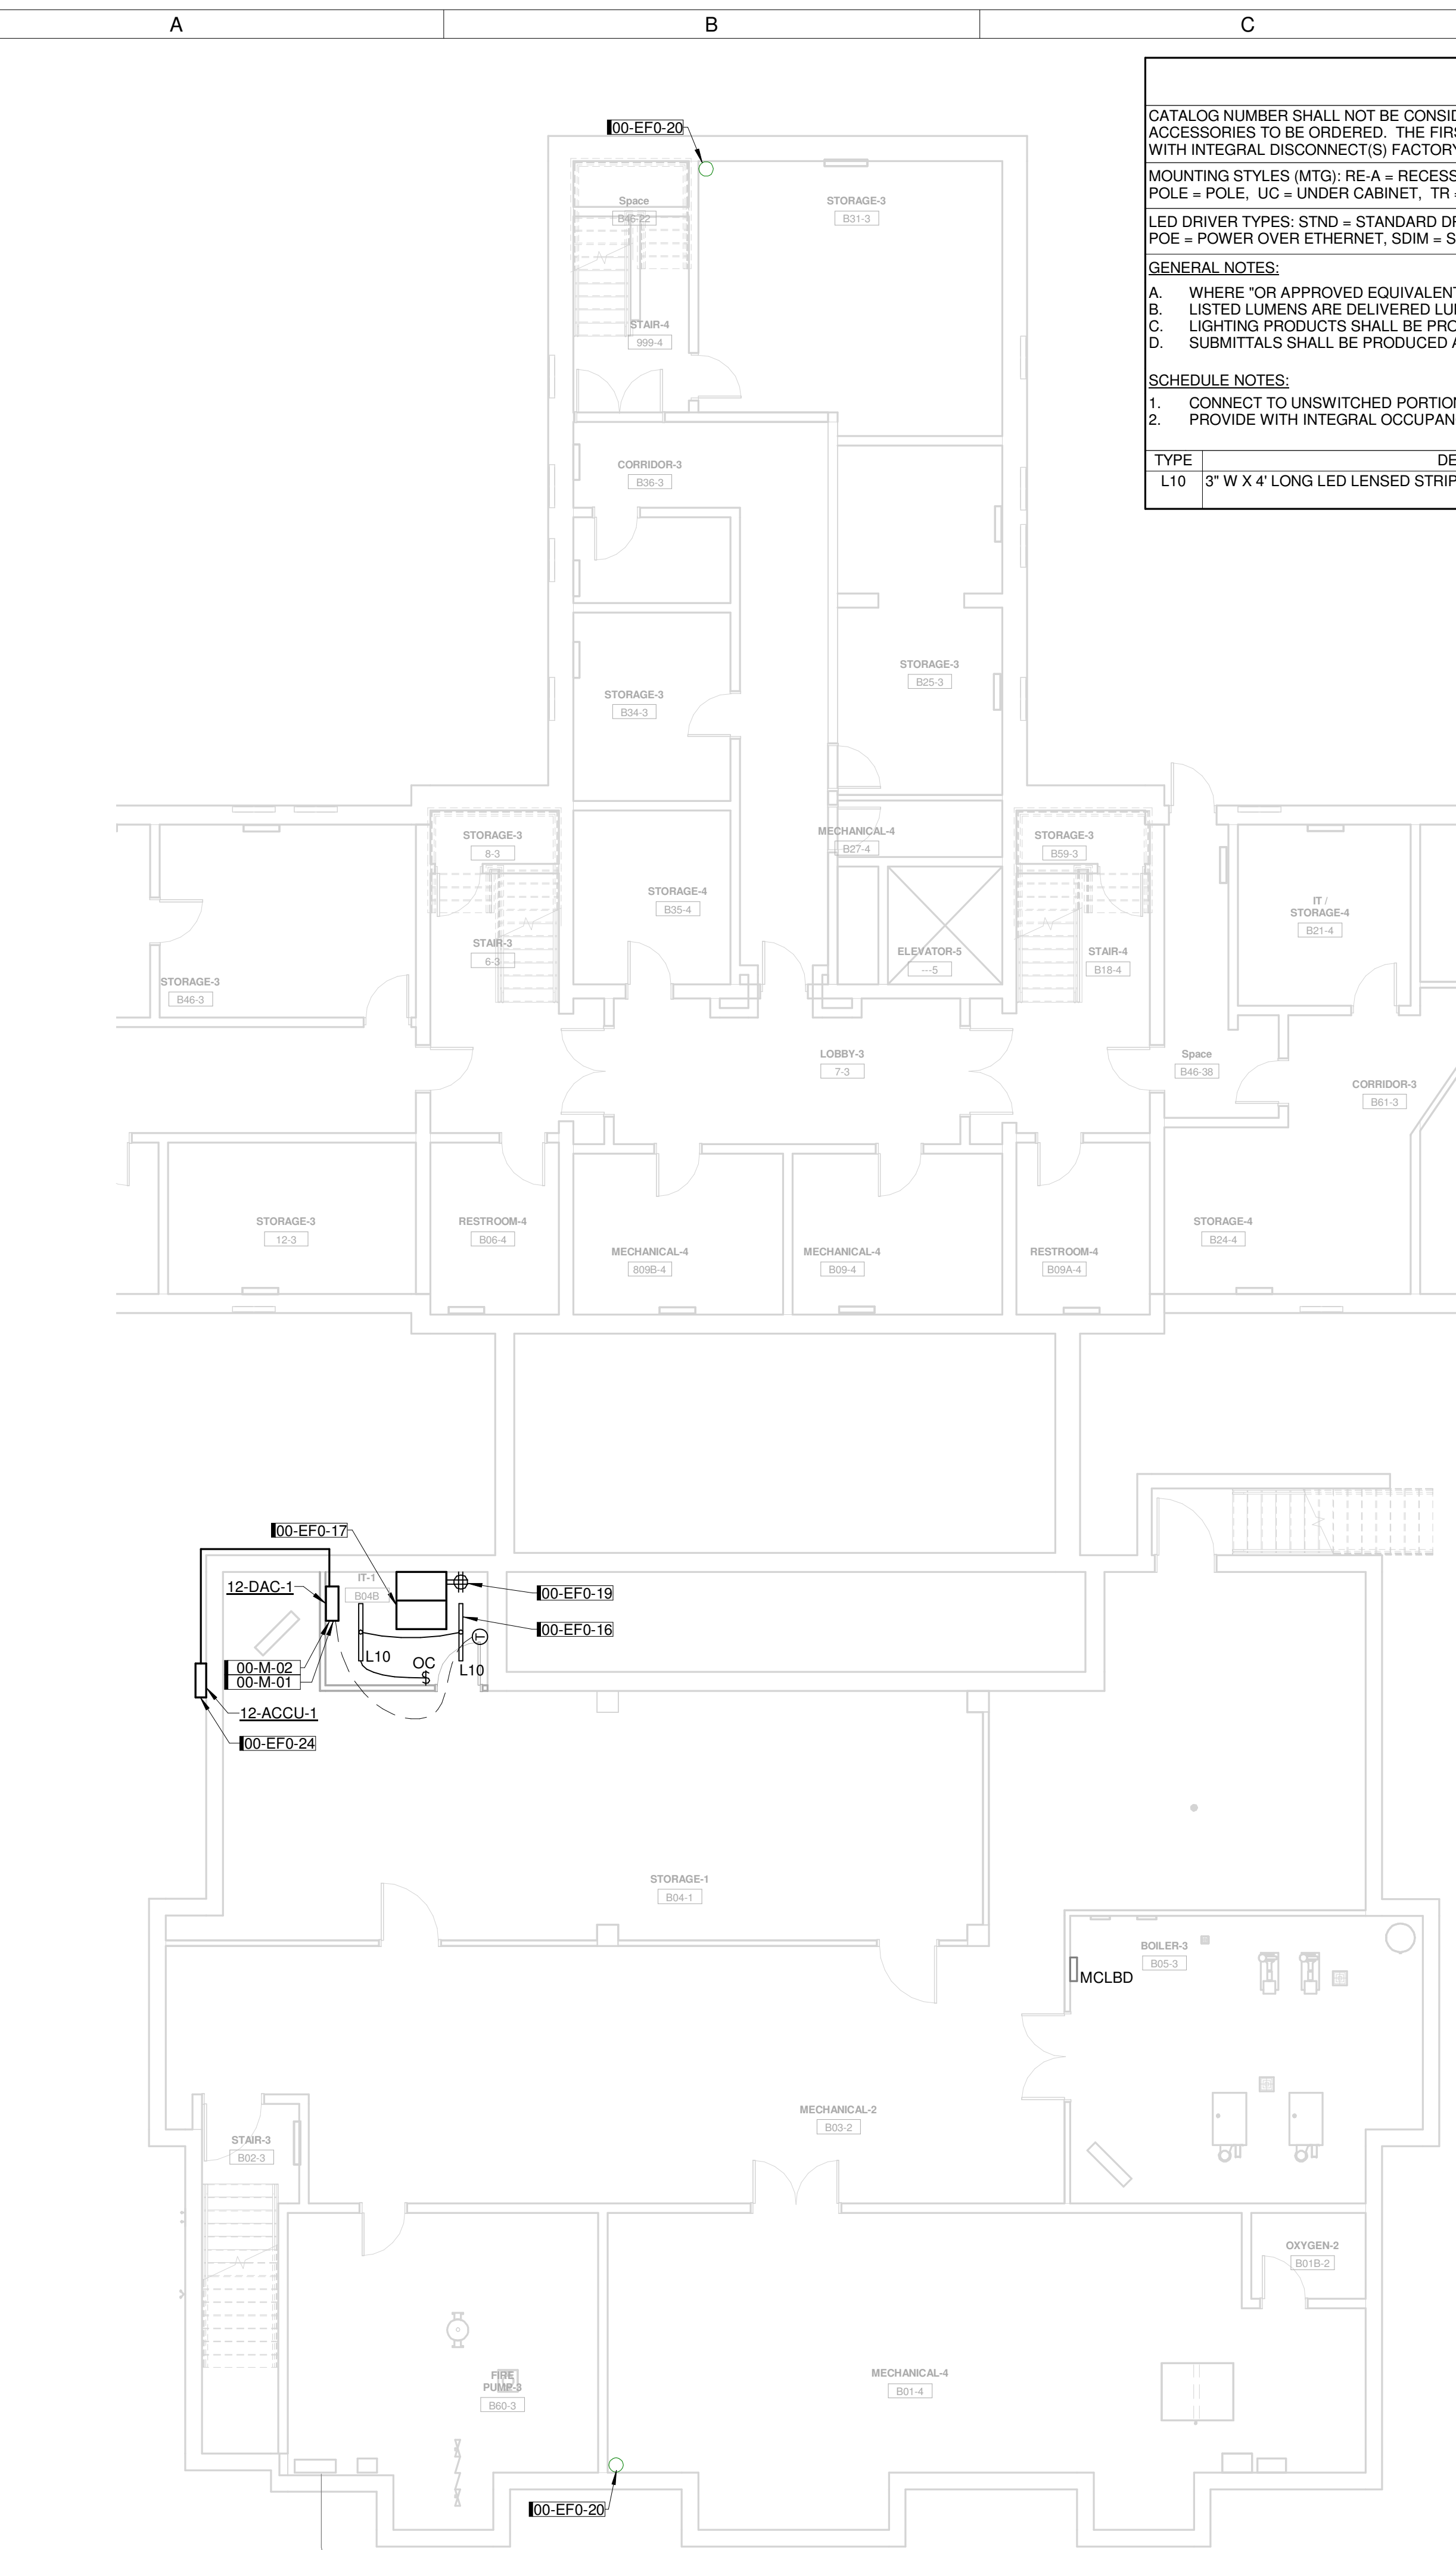 A
B
C
CATALOG NUMBER SHALL NOT BE CONSID
ACCESSORIES TO BE ORDERED. THE FIRS
WITH INTEGRAL DISCONNECT(S) FACTORY
MOUNTING STYLES (MTG): RE-A = RECESS
POLE = POLE, UC = UNDER CABINET, TR =
LED DRIVER TYPES: STND = STANDARD DR
POE = POWER OVER ETHERNET, SDIM = S
GENERAL NOTES:
A. WHERE "OR APPROVED EQUIVALENT
B. LISTED LUMENS ARE DELIVERED LUM
C. LIGHTING PRODUCTS SHALL BE PRO
D. SUBMITTALS SHALL BE PRODUCED A
SCHEDULE NOTES:
1. CONNECT TO UNSWITCHED PORTION
2. PROVIDE WITH INTEGRAL OCCUPAN
TYPE
DE
L10
3" W X 4' LONG LED LENSED STRIP
00-EF0-20
Space
B46-22
STORAGE-3
B31-3
STAIR-4
999-4
CORRIDOR-3
B36-3
STORAGE-3
B25-3
STORAGE-3
B34-3
STORAGE-3
8-3
MECHANICAL-4
B27-4
STORAGE-3
B59-3
STORAGE-4
B35-4
IT /
STORAGE-4
B21-4
STAIR-3
6-3
ELEVATOR-5
---5
STAIR-4
B18-4
STORAGE-3
B46-3
LOBBY-3
7-3
Space
B46-38
CORRIDOR-3
B61-3
STORAGE-3
12-3
RESTROOM-4
B06-4
MECHANICAL-4
809B-4
MECHANICAL-4
B09-4
RESTROOM-4
B09A-4
STORAGE-4
B24-4
00-EF0-17
IT-1
B04B
12-DAC-1
00-EF0-19
00-EF0-16
T
L10
OC
$
L10
00-M-02
00-M-01
12-ACCU-1
00-EF0-24
STORAGE-1
B04-1
BOILER-3
B05-3
MCLBD
MECHANICAL-2
B03-2
STAIR-3
B02-3
OXYGEN-2
B01B-2
FIRE
PUMP-3
B60-3
MECHANICAL-4
B01-4
00-EF0-20